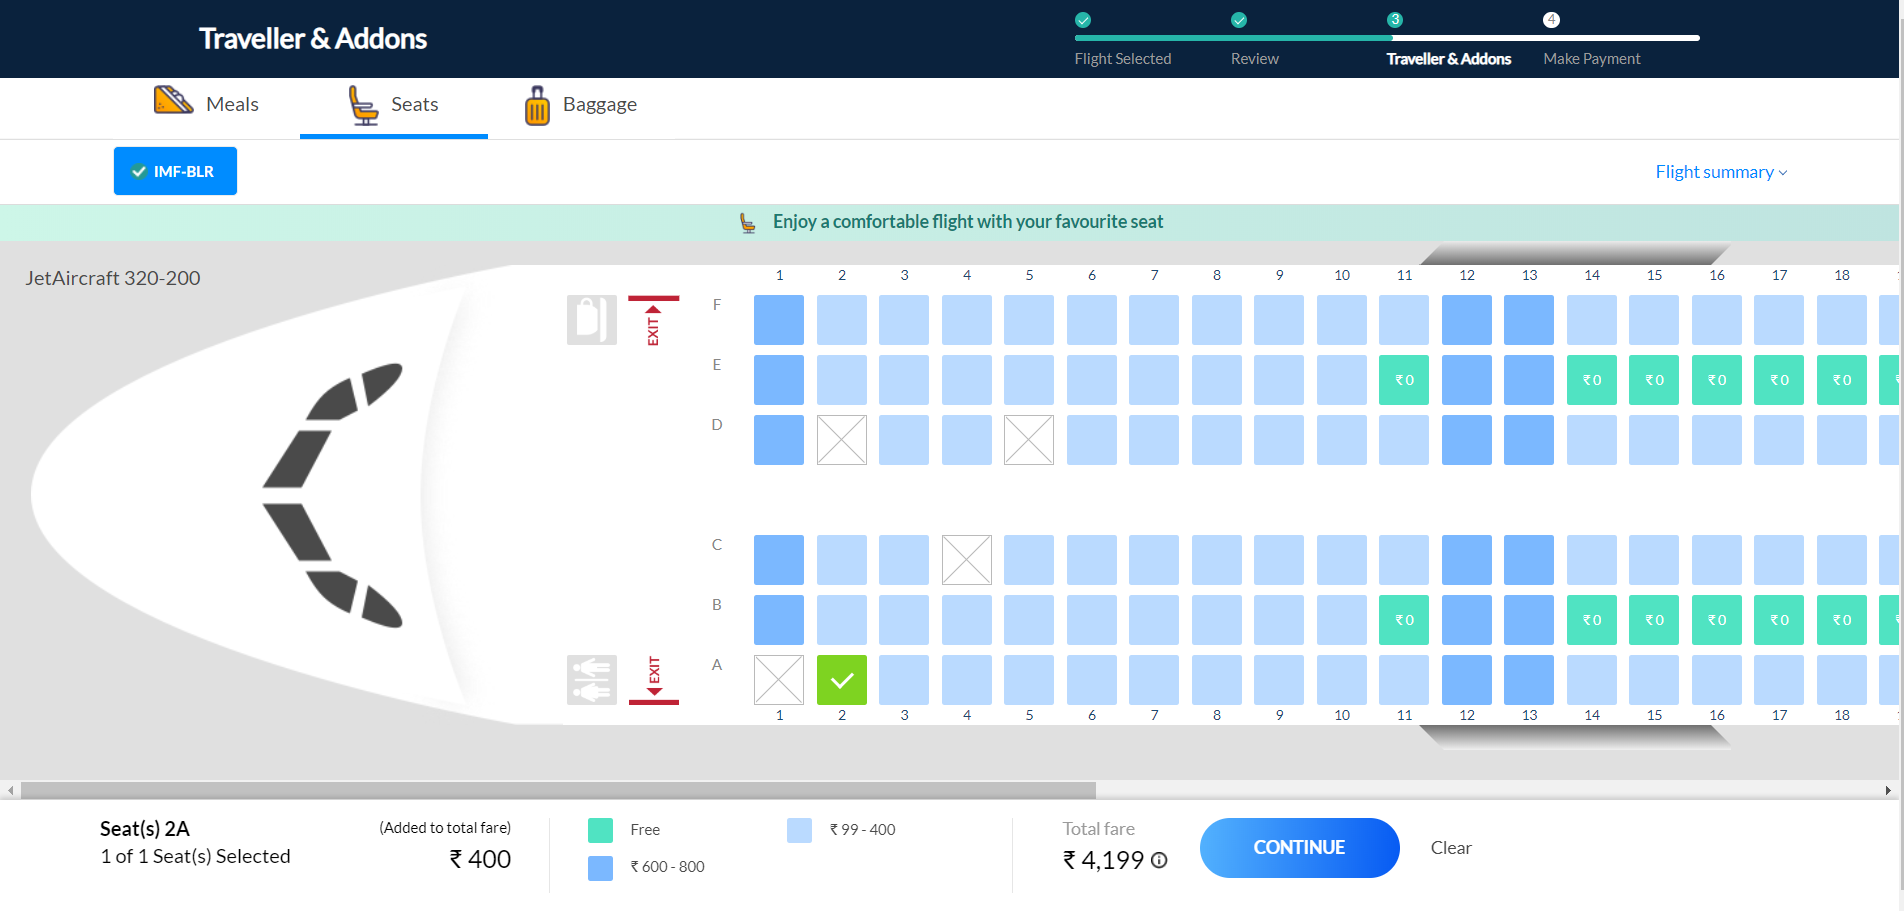 Traveller & Addons
3
4
Flight Selected
Review
Traveller & Addons
Make Payment
Meals
Seats
Baggage
IMF-BLR
Flight summary
Enjoy a comfortable flight with your favourite seat
JetAircraft 320-200
1 2 3 4 5 6 7 8 9 10 11 12 13 14 15 16 17 18
F
EXIT
E
₹0 ₹0 ₹0 ₹0 ₹0 ₹0
D
C
B
₹0 ₹0 ₹0 ₹0 ₹0 ₹0
A
EXIT
1 2 3 4 5 6 7 8 9 10 11 12 13 14 15 16 17 18
Seat(s) 2A
1 of 1 Seat(s) Selected
(Added to total fare)
₹ 400
Free
₹ 99 - 400
₹ 600 - 800
Total fare
₹ 4,199
CONTINUE
Clear